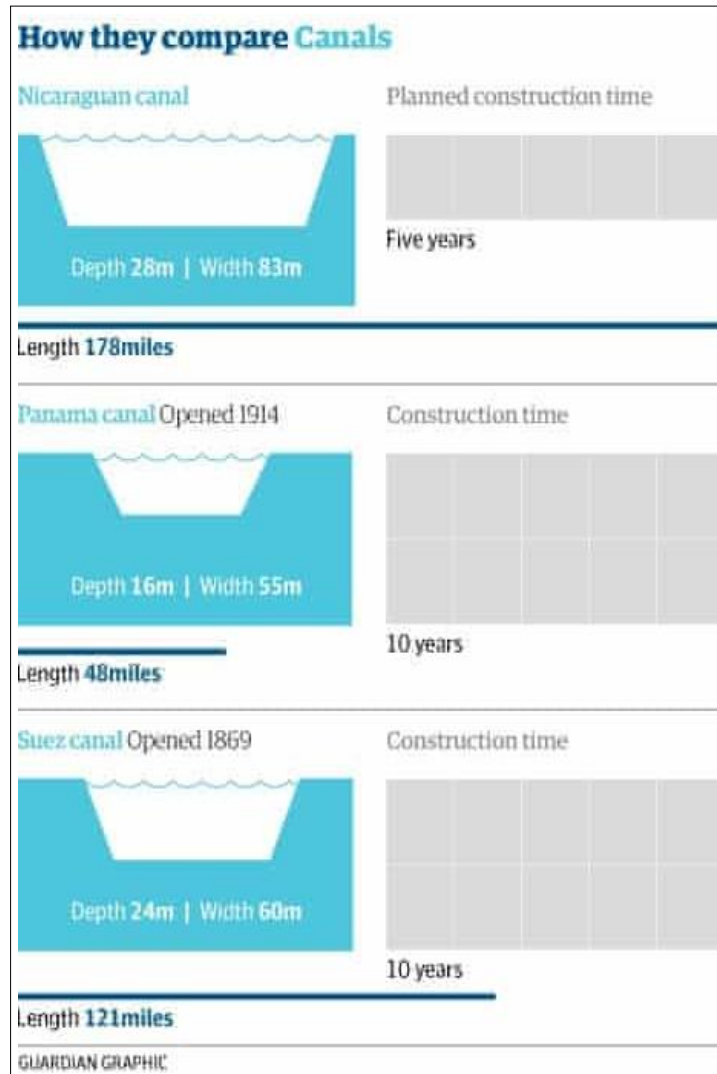 How they compare Canals
Nicaraguan canal
Planned construction time
Depth 28m | Width 83m
Five years
Length 178miles
Panama canal Opened 1914
Construction time
Depth 16m | Width 55m
10 years
Length 48miles
Suez canal Opened 1869
Construction time
Depth 24m | Width 60m
10 years
Length 121miles
GUARDIAN GRAPHIC